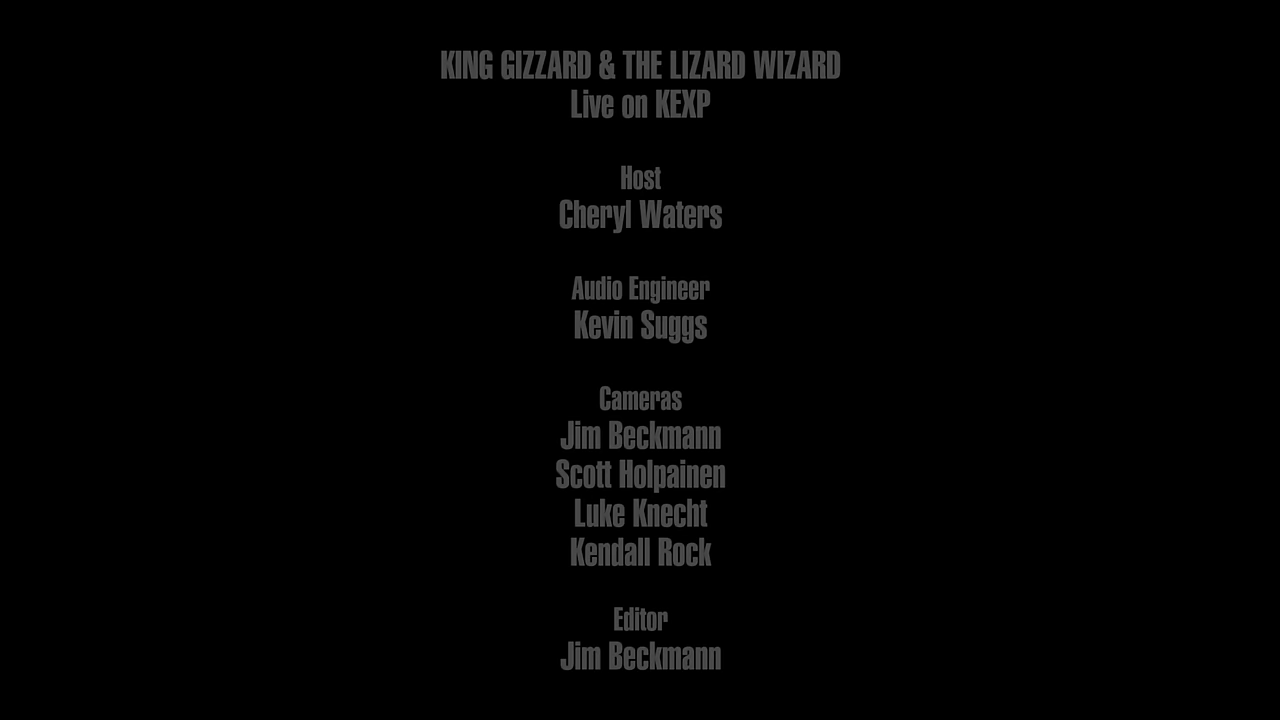 KING GIZZARD & THE LIZARD WIZARD
Live on KEXP
Host
Cheryl Waters
Audio Engineer
Kevin Suggs
Cameras
Jim Beckmann
Scott Holpainen
Luke Knecht
Kendall Rock
Editor
Jim Beckmann